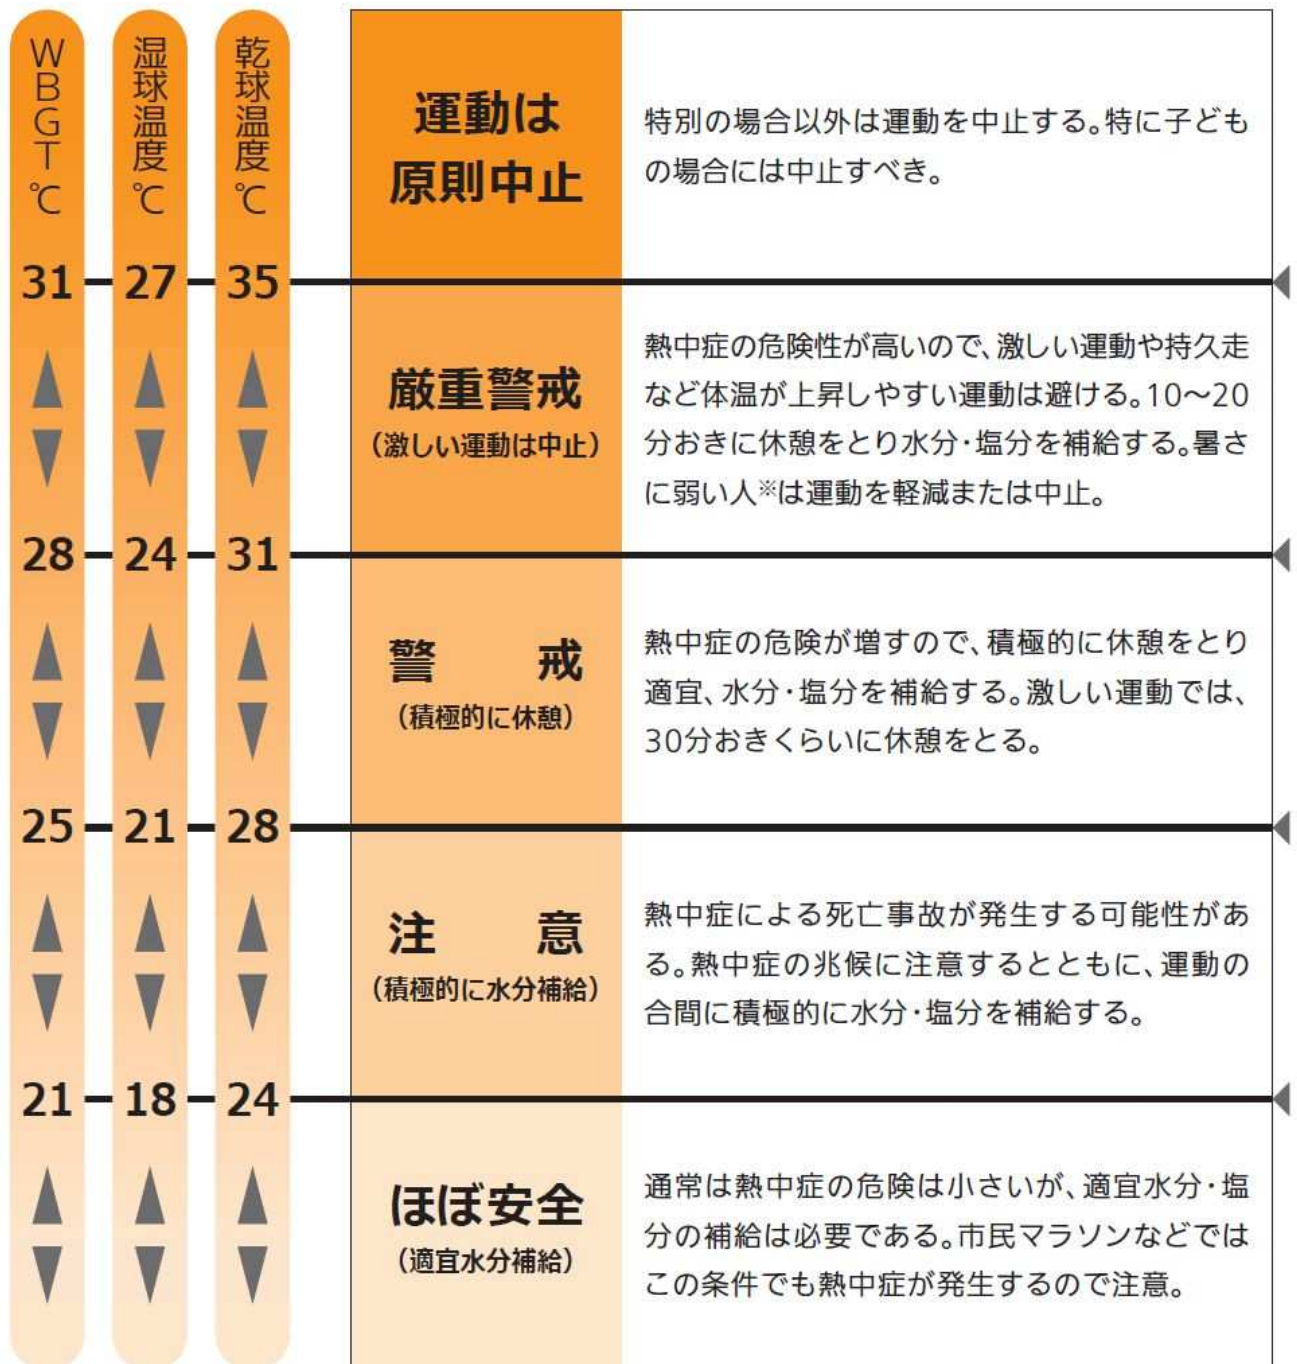 WBGT℃
湿球温度℃
乾球温度℃
運動は
原則中止
特別の場合以外は運動を中止する。特に子ども
の場合には中止すべき。
31 27 35
厳重警戒
(激しい運動は中止)
熱中症の危険性が高いので、激しい運動や持久走
など体温が上昇しやすい運動は避ける。10〜20
分おきに休憩をとり水分・塩分を補給する。暑さ
に弱い人※は運動を軽減または中止。
28 24 31
警 戒
(積極的に休憩)
熱中症の危険が増すので、積極的に休憩をとり
適宜、水分・塩分を補給する。激しい運動では、
30分おきくらいに休憩をとる。
25 21 28
注 意
(積極的に水分補給)
熱中症による死亡事故が発生する可能性があ
る。熱中症の兆候に注意するとともに、運動の
合間に積極的に水分・塩分を補給する。
21 18 24
ほぼ安全
(適宜水分補給)
通常は熱中症の危険は小さいが、適宜水分・塩
分の補給は必要である。市民マラソンなどでは
この条件でも熱中症が発生するので注意。